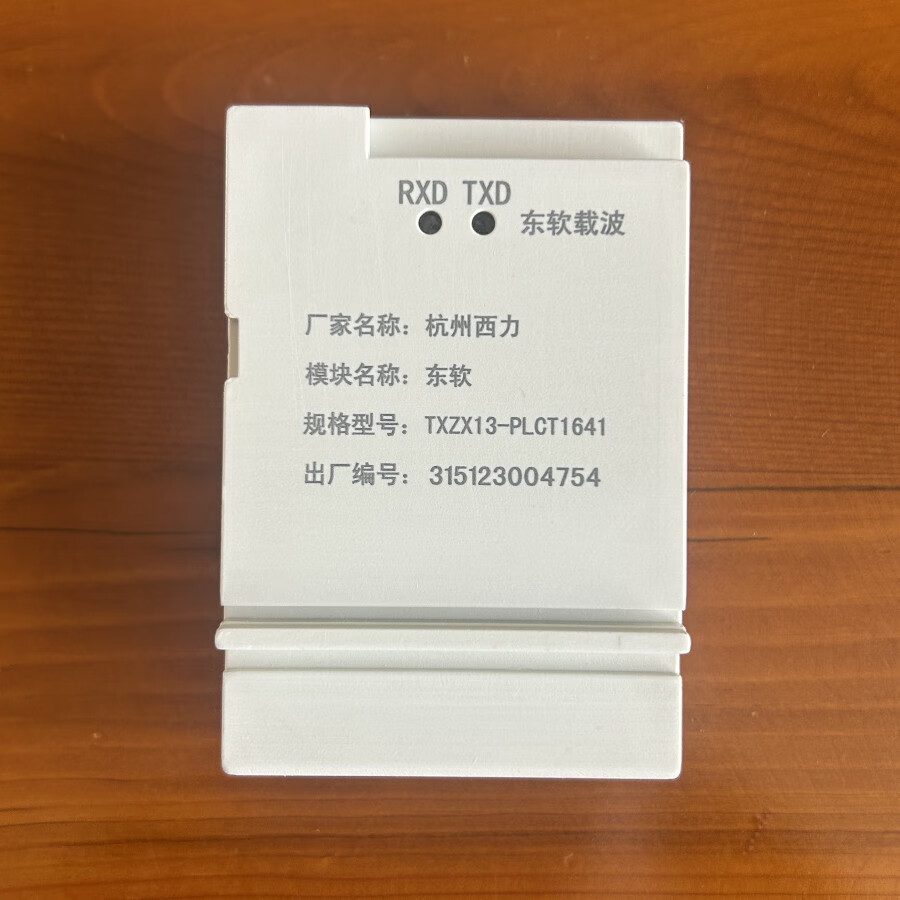 RXD TXD
东软载波
厂家名称：杭州西力
模块名称：东软
规格型号：TXZX13-PLCT1641
出厂编号：315123004754